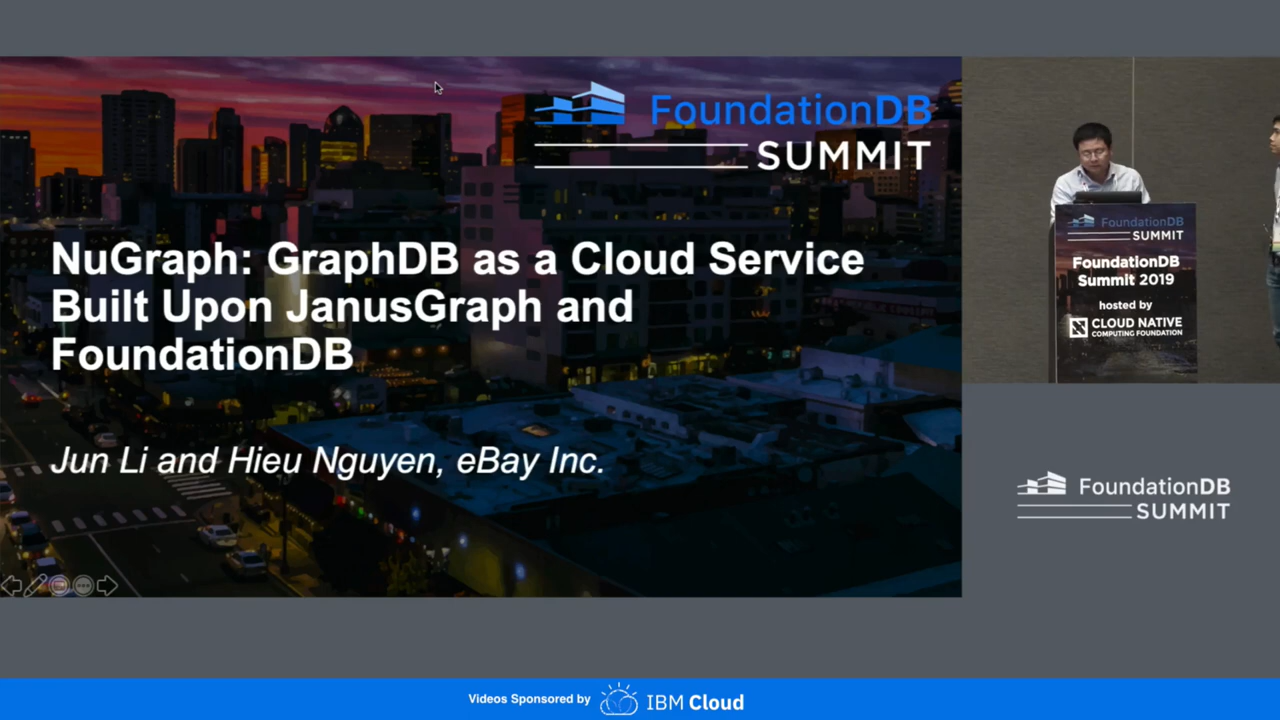 FoundationDB
SUMMIT
NuGraph: GraphDB as a Cloud Service
Built Upon JanusGraph and
FoundationDB
Jun Li and Hieu Nguyen, eBay Inc.
FoundationDB
SUMMIT
FoundationDB
Summit 2019
hosted by
CLOUD NATIVE
COMPUTING FOUNDATION
FoundationDB
SUMMIT
Videos Sponsored by IBM Cloud